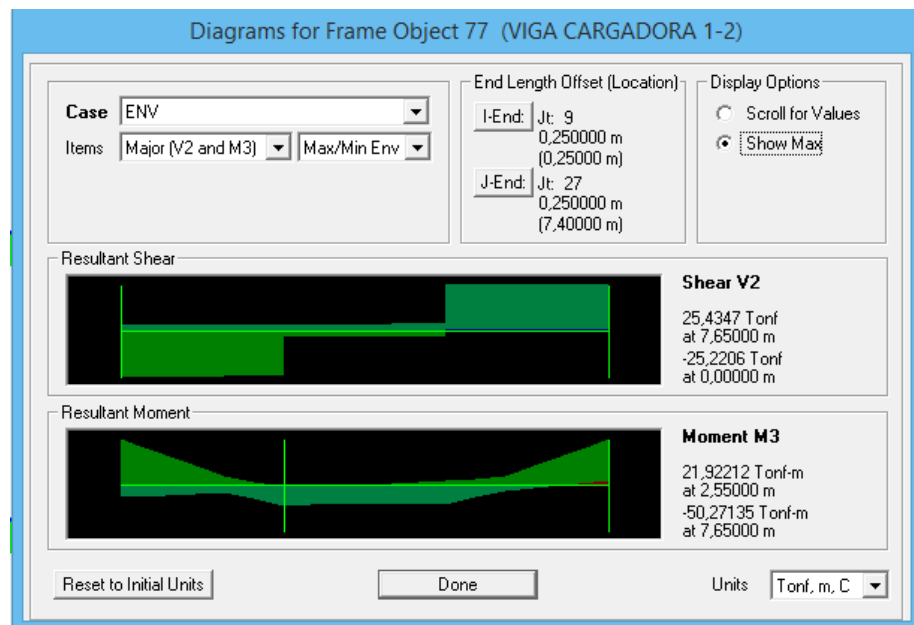 Diagrams for Frame Object 77 (VIGA CARGADORA 1-2)
Case ENV
Items Major (V2 and M3) Max/Min Env
End Length Offset (Location)
I-End: Jt: 9
0,250000 m
(0,25000 m)
J-End: Jt: 27
0,250000 m
(7,40000 m)
Display Options
Scroll for Values
Show Max
Resultant Shear
Shear V2
25,4347 Tonf
at 7,65000 m
-25,2206 Tonf
at 0,00000 m
Resultant Moment
Moment M3
21,92212 Tonf-m
at 2,55000 m
-50,27135 Tonf-m
at 7,65000 m
Reset to Initial Units
Done
Units Tonf, m, C